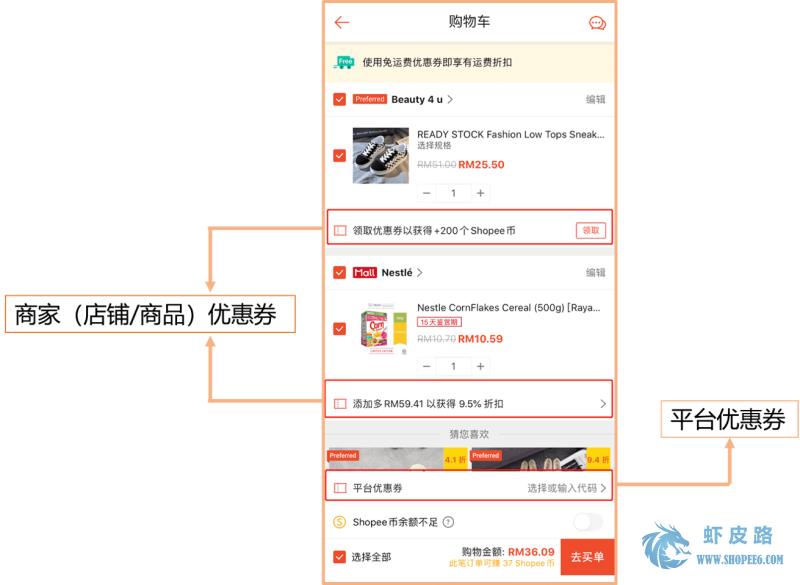 购物车
Free 使用免运费优惠券即享有运费折扣
Preferred Beauty 4 u 编辑
READY STOCK Fashion Low Tops Sneak...
选择规格
RM51.00 RM25.50
1
领取优惠券以获得+200个Shopee币 领取
Mall Nestlé 编辑
Nestle CornFlakes Cereal (500g) [Raya...
15天鉴赏期
RM10.70 RM10.59
1
添加多RM59.41以获得 9.5% 折扣
猜您喜欢
Preferred 4.1 折 Preferred 9.4 折
平台优惠券 选择或输入代码
Shopee币余额不足
选择全部 购物金额: RM36.09
此笔订单可赚 37 Shopee 币
去买单
商家（店铺/商品）优惠券
平台优惠券
虾皮路
WWW.SHOPEE6.COM